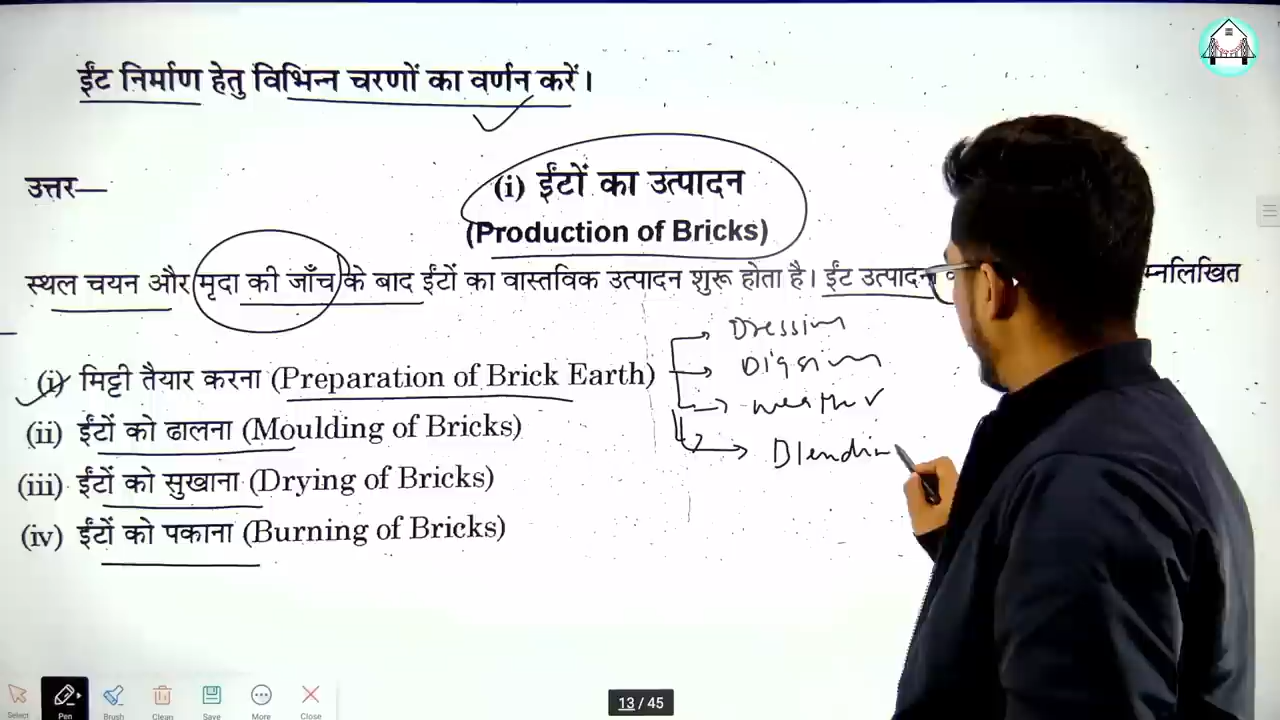 ईंट निर्माण हेतु विभिन्न चरणों का वर्णन करें।
उत्तर—
(i) ईंटों का उत्पादन
(Production of Bricks)
स्थल चयन और मृदा की जाँच के बाद ईंटों का वास्तविक उत्पादन शुरू होता है। ईंट उत्पादन म्नलिखित
(i) मिट्टी तैयार करना (Preparation of Brick Earth)
Dressing
Digging
weather
Blendin
(ii) ईंटों को ढालना (Moulding of Bricks)
(iii) ईंटों को सुखाना (Drying of Bricks)
(iv) ईंटों को पकाना (Burning of Bricks)
Select Pen Brush Clean Save More Close
13 / 45